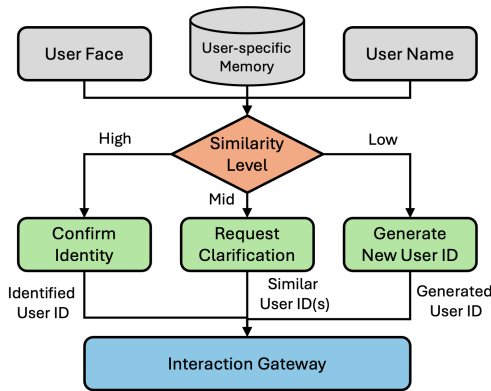 User Face
User-specific
Memory
User Name
High
Similarity
Level
Low
Mid
Confirm
Identity
Request
Clarification
Generate
New User ID
Identified
User ID
Similar
User ID(s)
Generated
User ID
Interaction Gateway